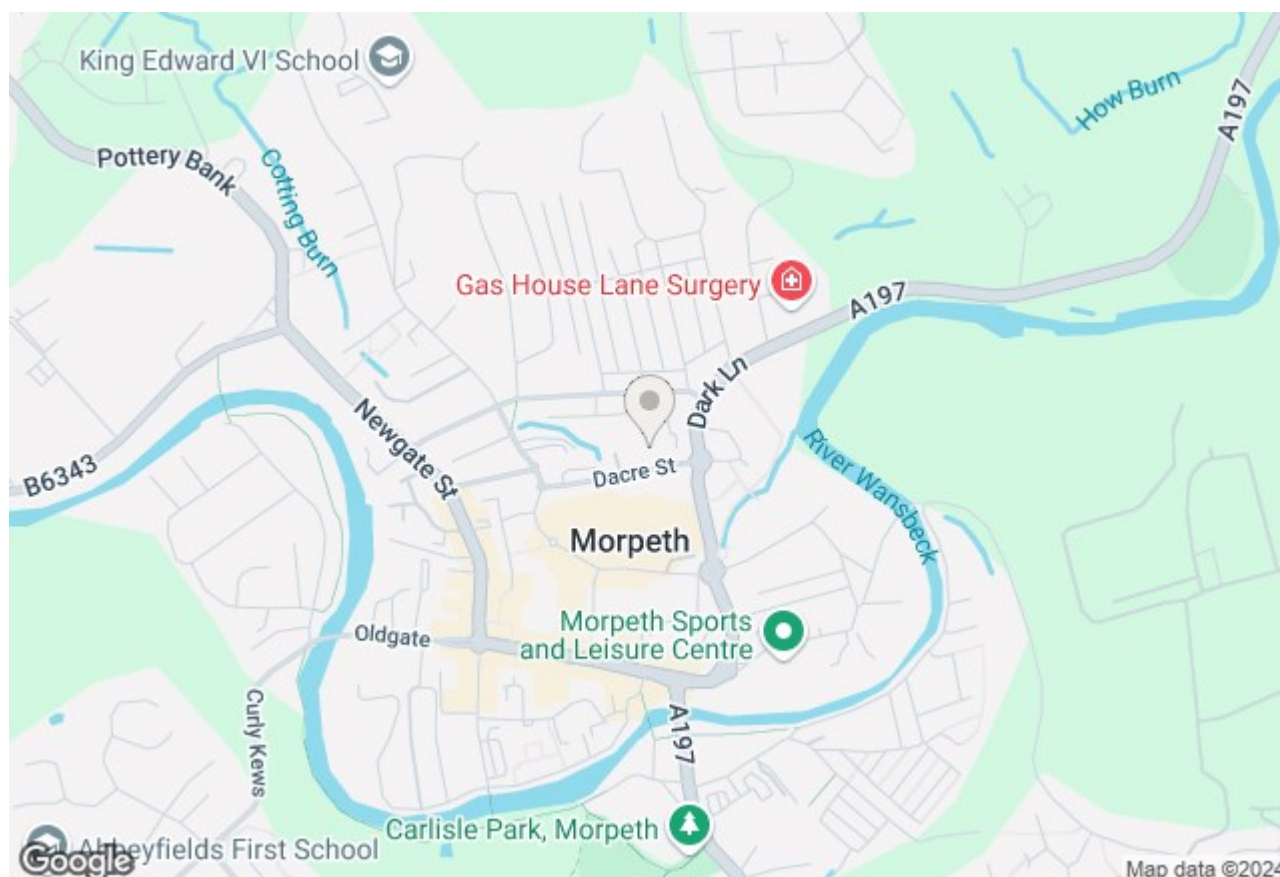 King Edward VI School
How Burn
A197
Pottery Bank
Cotting Burn
Gas House Lane Surgery
A197
Dark Ln
Newgate St
River Wansbeck
B6343
Dacre St
Morpeth
Morpeth Sports
and Leisure Centre
Oldgate
Curly Kews
A197
Carlisle Park, Morpeth
Abbeyfields First School
Google
Map data ©2024